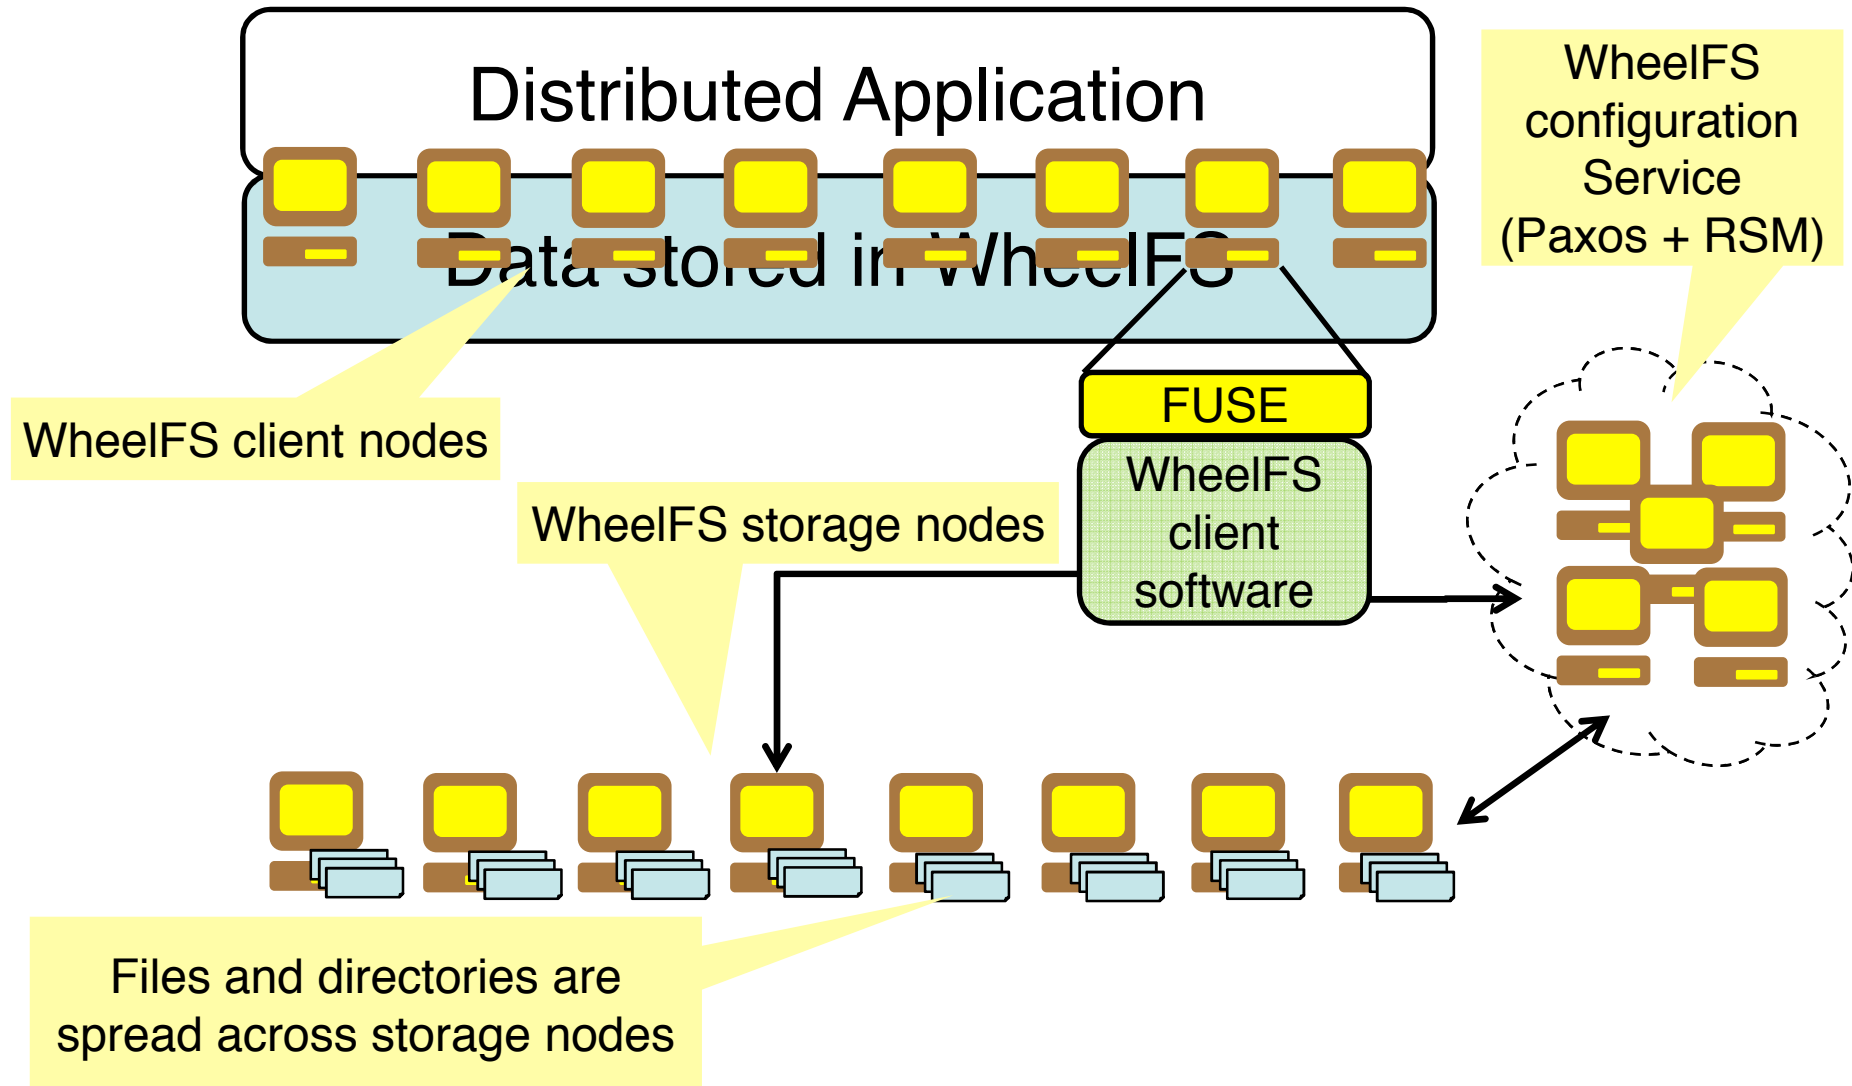 Distributed Application
WheelFS
configuration
Service
(Paxos + RSM)
Data stored in WheelFS
FUSE
WheelFS client nodes
WheelFS
client
software
WheelFS storage nodes
Files and directories are
spread across storage nodes